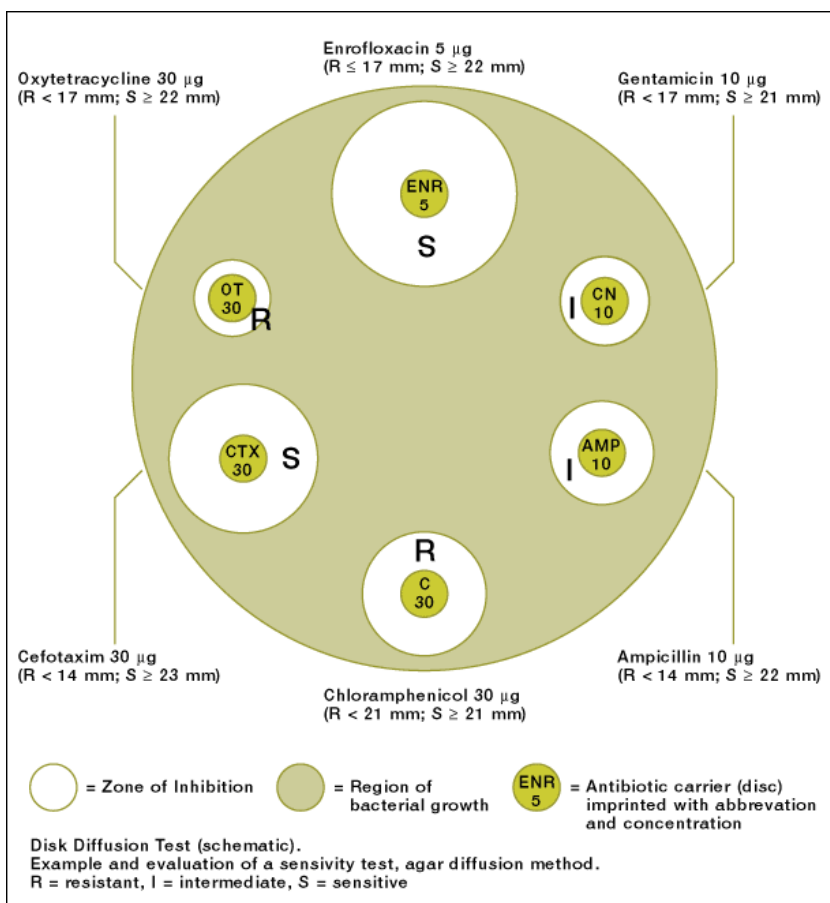 Enrofloxacin 5 µg
(R ≤ 17 mm; S ≥ 22 mm)
Oxytetracycline 30 µg
(R < 17 mm; S ≥ 22 mm)
Gentamicin 10 µg
(R < 17 mm; S ≥ 21 mm)
ENR
5
S
OT
30
R
CN
10
I
CTX
30
S
AMP
10
I
R
C
30
Cefotaxim 30 µg
(R < 14 mm; S ≥ 23 mm)
Ampicillin 10 µg
(R < 14 mm; S ≥ 22 mm)
Chloramphenicol 30 µg
(R < 21 mm; S ≥ 21 mm)
= Zone of Inhibition
= Region of
bacterial growth
ENR
5
= Antibiotic carrier (disc)
imprinted with abbrevation
and concentration
Disk Diffusion Test (schematic).
Example and evaluation of a sensivity test, agar diffusion method.
R = resistant, I = intermediate, S = sensitive